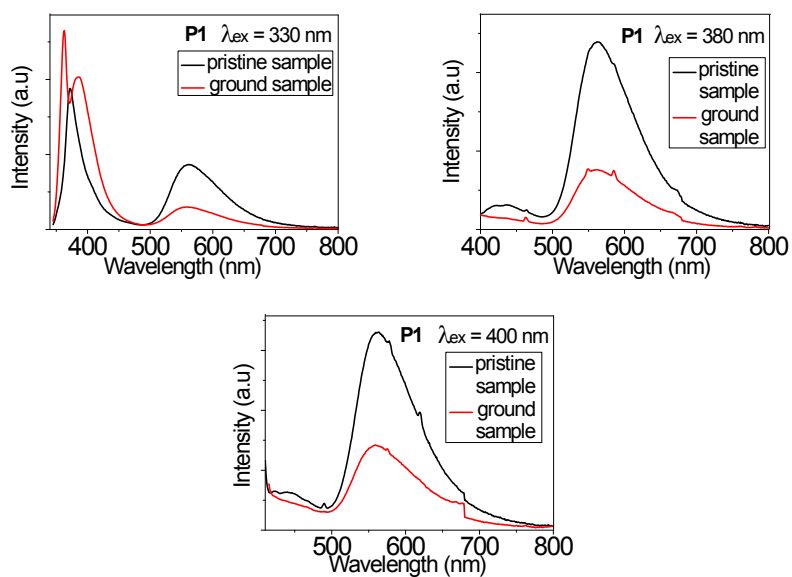 P1 λex = 330 nm
pristine sample
ground sample
Intensity (a.u)
400 500 600 700 800
Wavelength (nm)
P1 λex = 380 nm
pristine
sample
ground
sample
Intensity (a.u)
400 500 600 700 800
Wavelength (nm)
P1 λex = 400 nm
pristine
sample
ground
sample
Intensity (a.u)
500 600 700 800
Wavelength (nm)